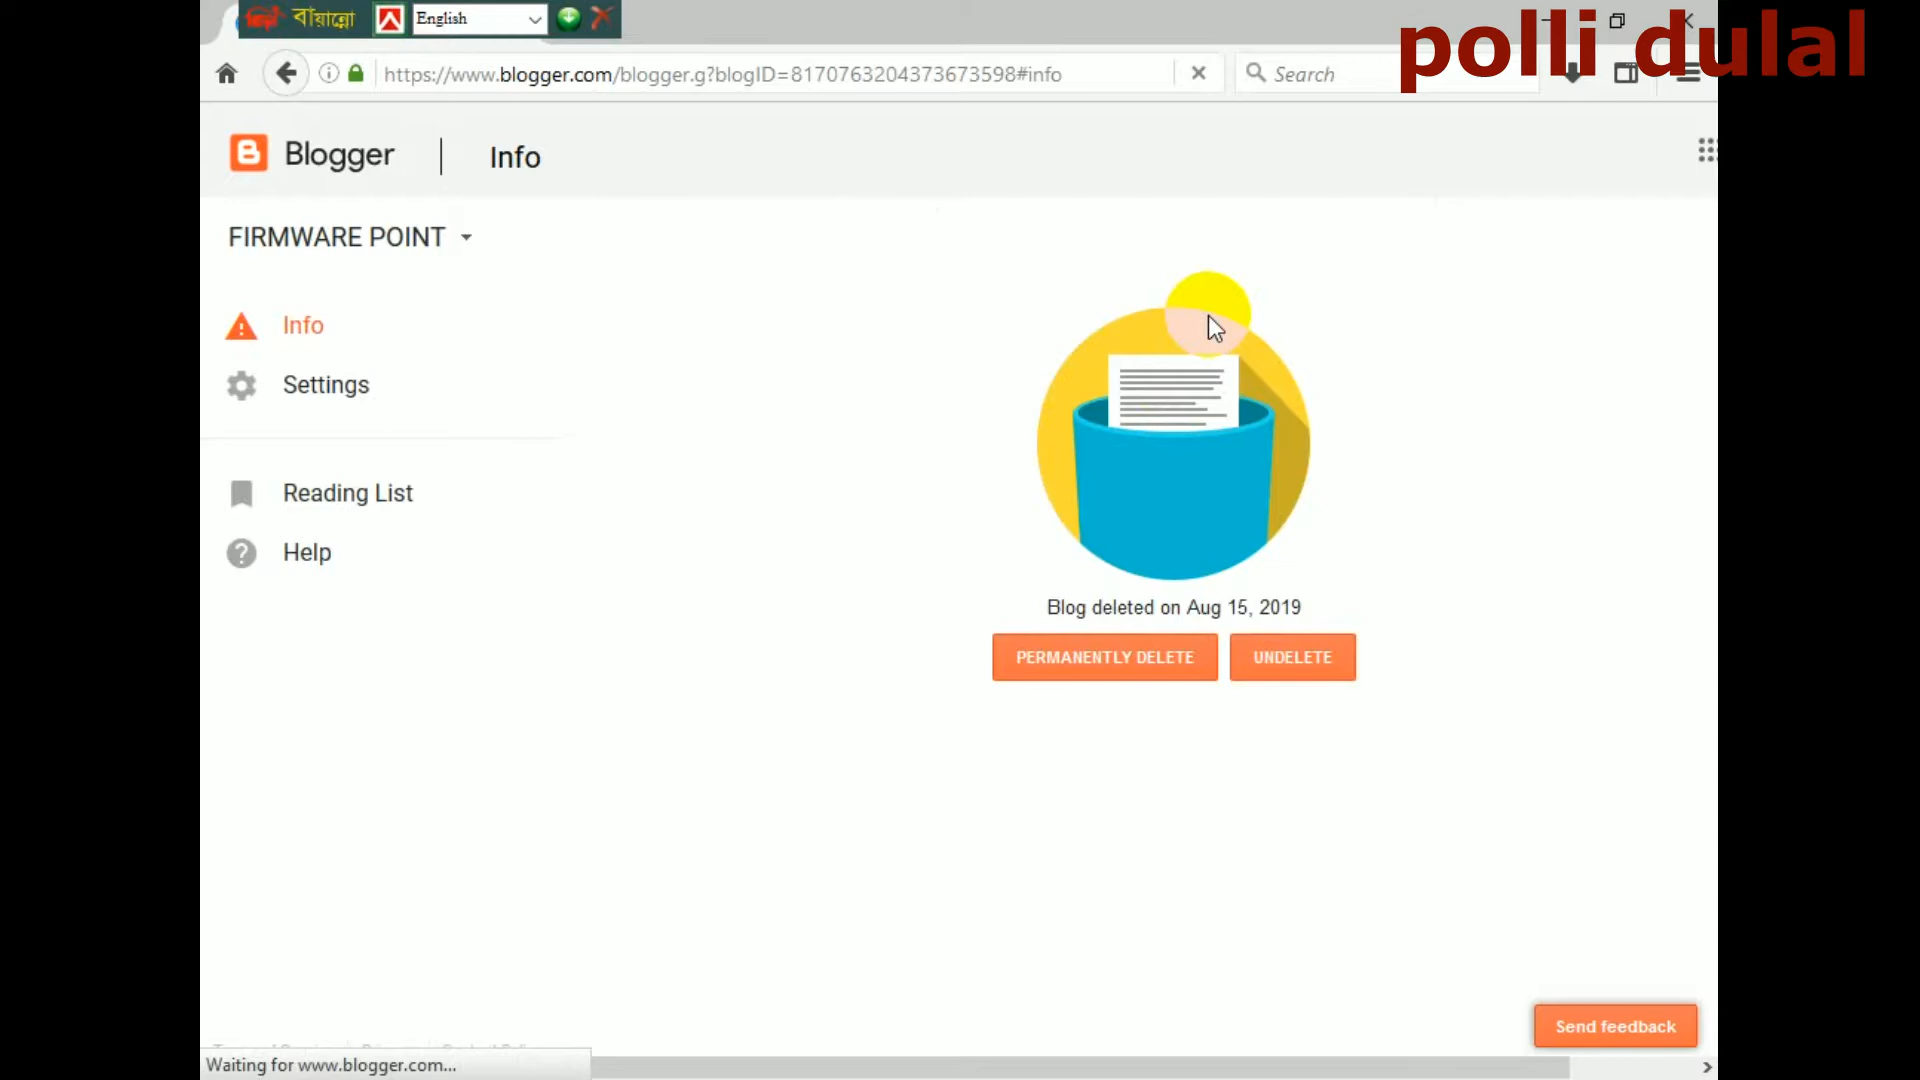 বায়ান্নো
English
polli dulal
https://www.blogger.com/blogger.g?blogID=8170763204373673598#info
Search
Blogger
Info
FIRMWARE POINT
Info
Settings
Reading List
Help
Blog deleted on Aug 15, 2019
PERMANENTLY DELETE
UNDELETE
Send feedback
Waiting for www.blogger.com...